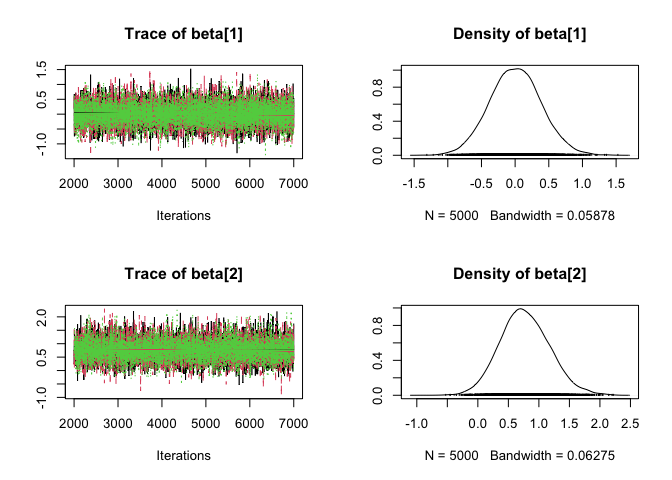 Trace of beta[1]
1.5
0.5
-1.0
2000 3000 4000 5000 6000 7000
Iterations
Density of beta[1]
0.8
0.4
0.0
-1.5 -0.5 0.0 0.5 1.0 1.5
N = 5000 Bandwidth = 0.05878
Trace of beta[2]
2.0
0.5
-1.0
2000 3000 4000 5000 6000 7000
Iterations
Density of beta[2]
0.8
0.4
0.0
-1.0 0.0 0.5 1.0 1.5 2.0 2.5
N = 5000 Bandwidth = 0.06275